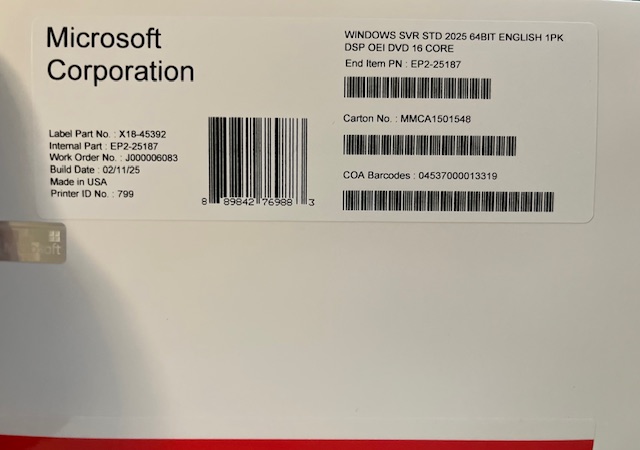 Microsoft
Corporation
Label Part No. : X18-45392
Internal Part : EP2-25187
Work Order No. : J000006083
Build Date : 02/11/25
Made in USA
Printer ID No. : 799
8 89842 76988 3
WINDOWS SVR STD 2025 64BIT ENGLISH 1PK
DSP OEI DVD 16 CORE
End Item PN : EP2-25187
Carton No. : MMCA1501548
COA Barcodes : 04537000013319